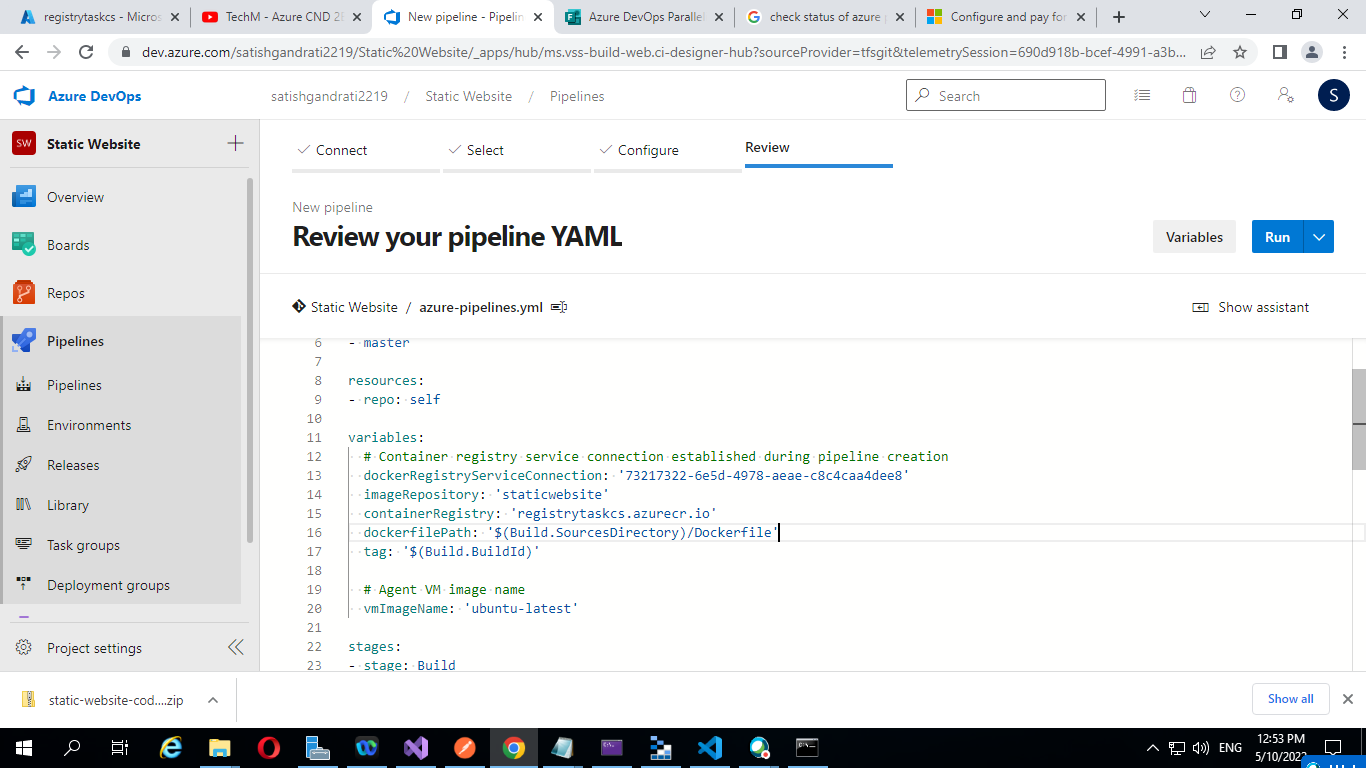 registrytaskcs - Micros
TechM - Azure CND 2
New pipeline - Pipelin
Azure DevOps Parallel
check status of azure p
Configure and pay for
dev.azure.com/satishgandrati2219/Static%20Website/_apps/hub/ms.vss-build-web.ci-designer-hub?sourceProvider=tfsgit&telemetrySession=690d918b-bcef-4991-a3b...
Azure DevOps
satishgandrati2219 / Static Website / Pipelines
Search
S
SW Static Website
Overview
Boards
Repos
Pipelines
Pipelines
Environments
Releases
Library
Task groups
Deployment groups
Project settings
Connect
Select
Configure
Review
New pipeline
Review your pipeline YAML
Variables
Run
Static Website / azure-pipelines.yml
Show assistant
6 - master
7
8 resources:
9 - repo: self
10
11 variables:
12 # Container registry service connection established during pipeline creation
13 dockerRegistryServiceConnection: '73217322-6e5d-4978-aeae-c8c4caa4dee8'
14 imageRepository: 'staticwebsite'
15 containerRegistry: 'registrytaskcs.azurecr.io'
16 dockerfilePath: '$(Build.SourcesDirectory)/Dockerfile'
17 tag: '$(Build.BuildId)'
18
19 # Agent VM image name
20 vmImageName: 'ubuntu-latest'
21
22 stages:
23 - stage: Build
static-website-cod....zip
Show all
ENG
12:53 PM